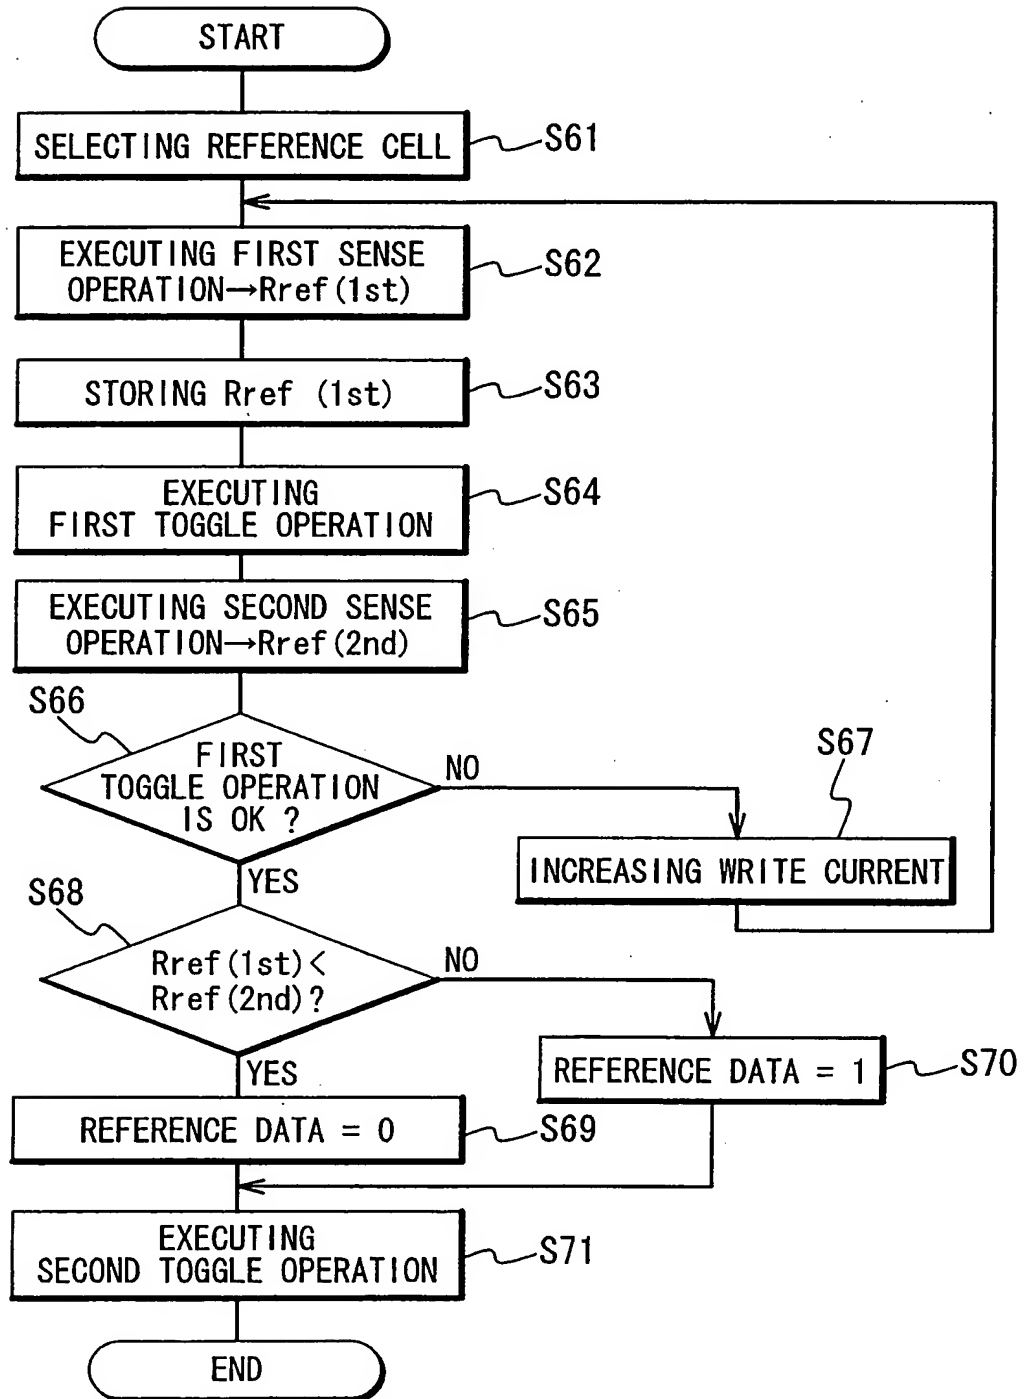 START
SELECTING REFERENCE CELL
S61
EXECUTING FIRST SENSE
OPERATION→Rref(1st)
S62
STORING Rref (1st)
S63
EXECUTING
FIRST TOGGLE OPERATION
S64
EXECUTING SECOND SENSE
OPERATION→Rref(2nd)
S65
S66
FIRST
TOGGLE OPERATION
IS OK ?
NO
S67
INCREASING WRITE CURRENT
YES
S68
Rref(1st)<
Rref(2nd)?
NO
REFERENCE DATA = 1
S70
YES
REFERENCE DATA = 0
S69
EXECUTING
SECOND TOGGLE OPERATION
S71
END